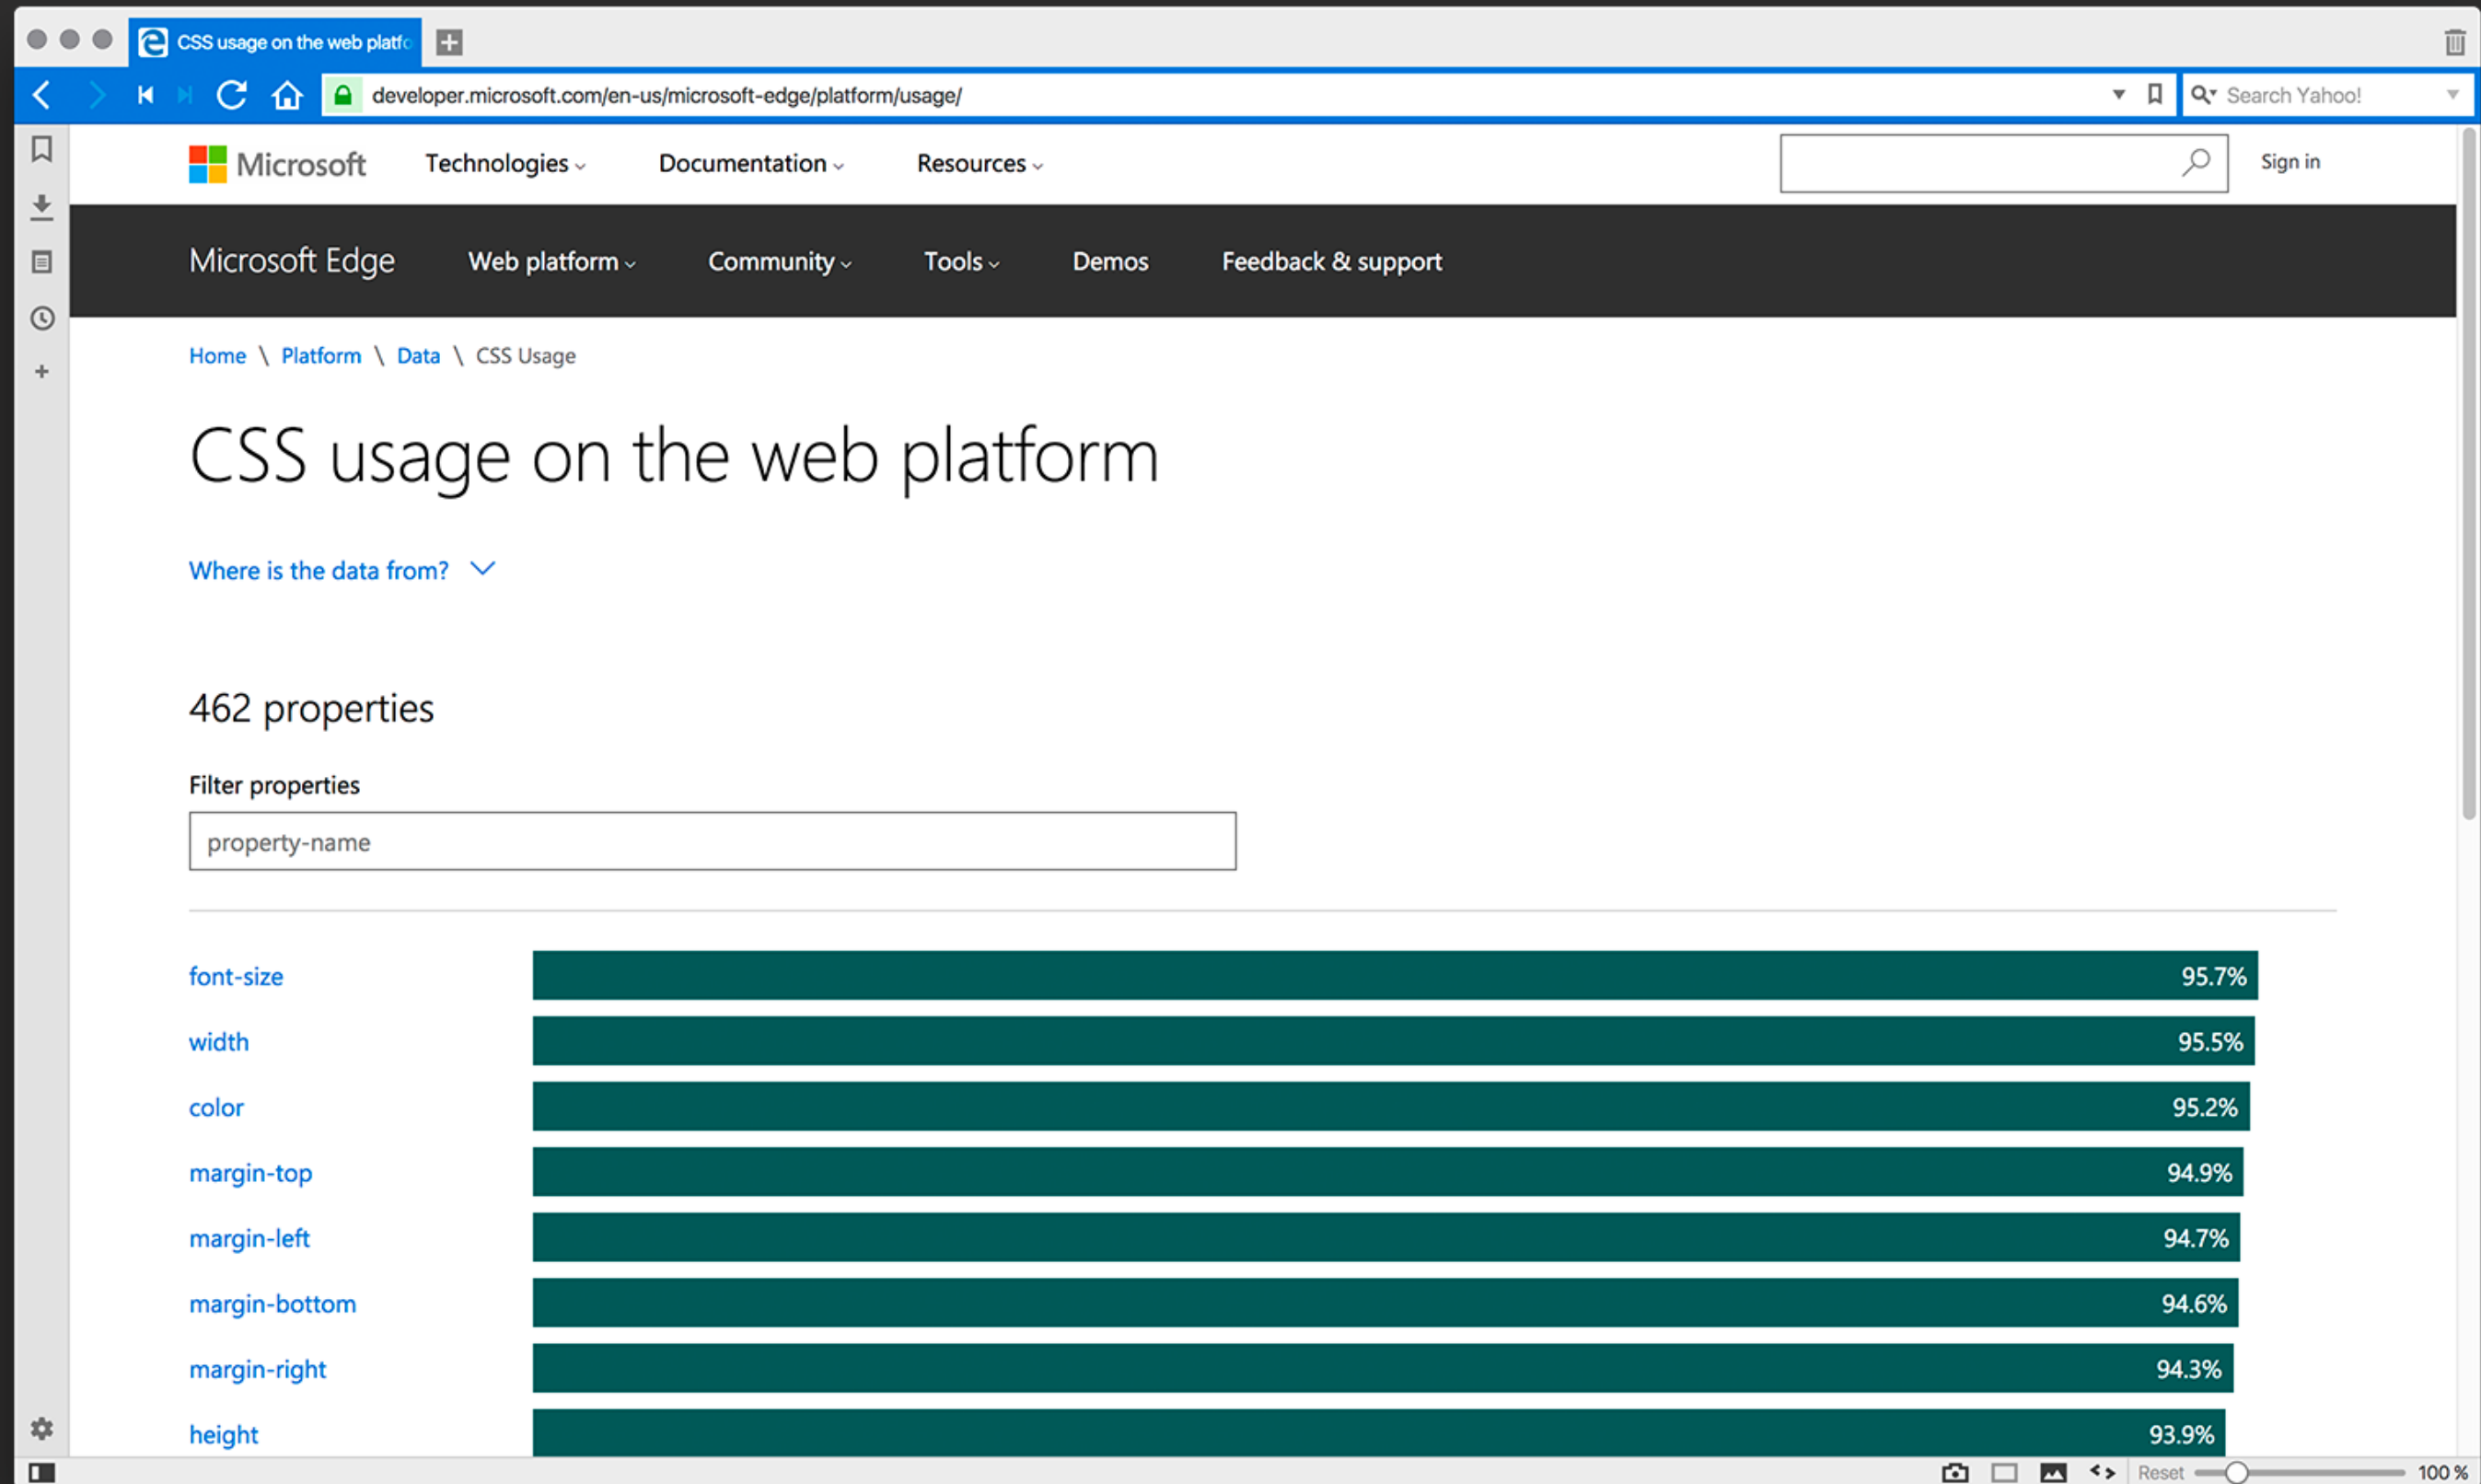 CSS usage on the web platfo
developer.microsoft.com/en-us/microsoft-edge/platform/usage/
Search Yahoo!
Microsoft Technologies Documentation Resources Sign in
Microsoft Edge Web platform Community Tools Demos Feedback & support
Home \ Platform \ Data \ CSS Usage
CSS usage on the web platform
Where is the data from?
462 properties
Filter properties
property-name
font-size 95.7%
width 95.5%
color 95.2%
margin-top 94.9%
margin-left 94.7%
margin-bottom 94.6%
margin-right 94.3%
height 93.9%
Reset 100 %